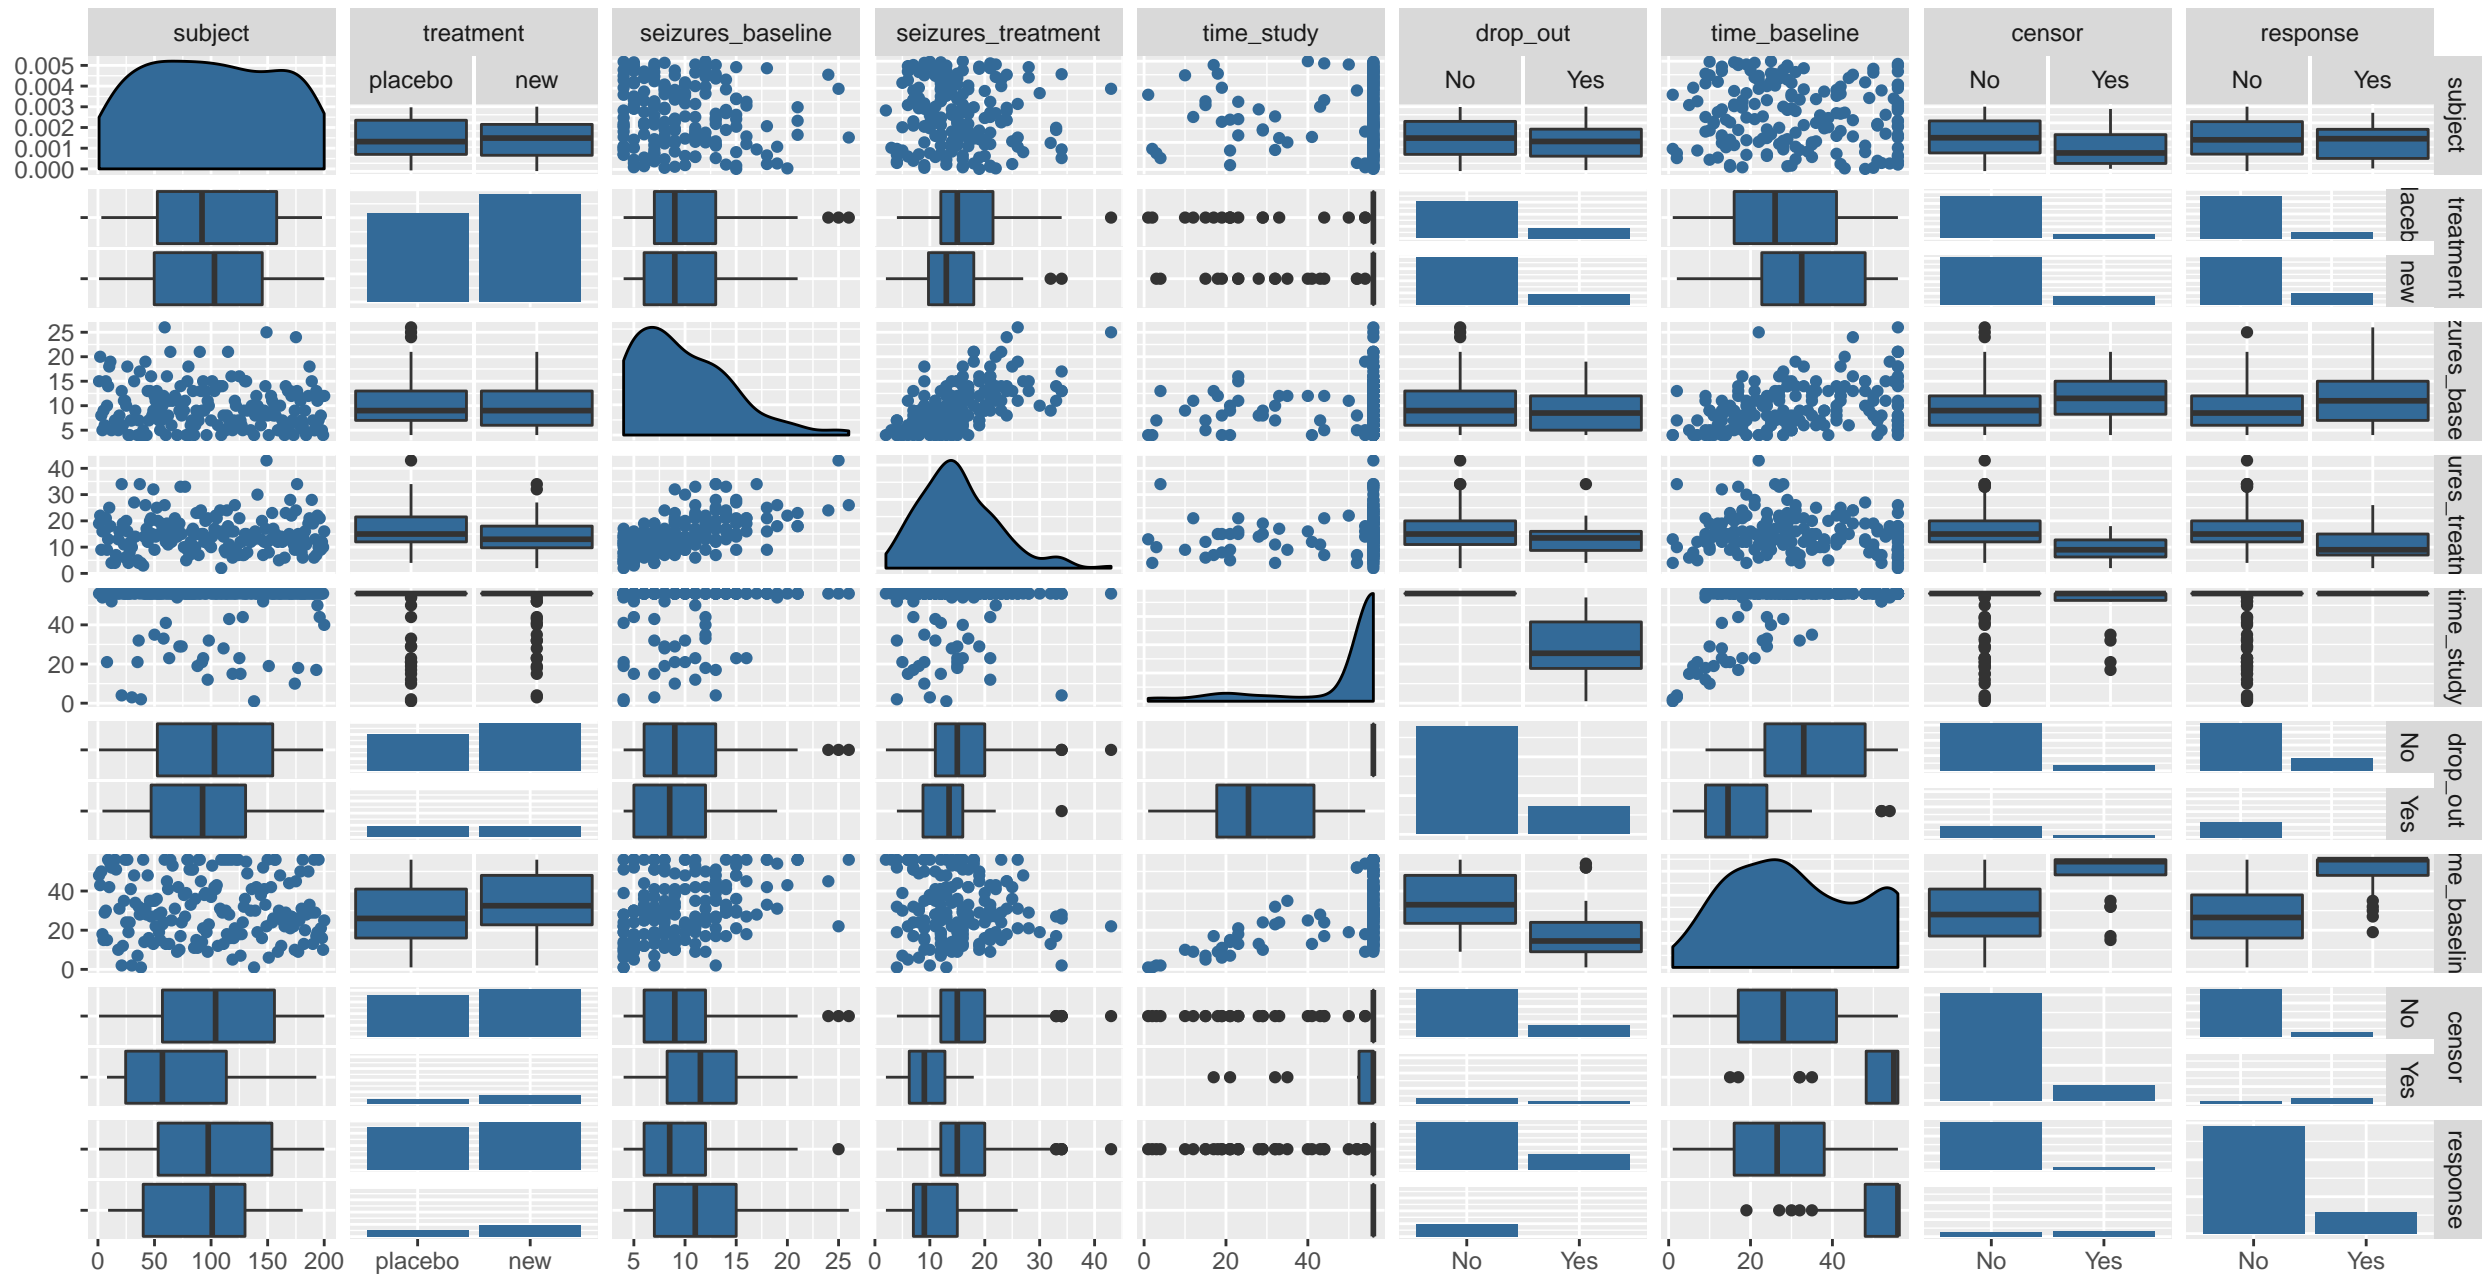 subject treatment seizures_baseline seizures_treatment time_study drop_out time_baseline censor response
placebo new No Yes No Yes No Yes
0.005
0.004
0.003
0.002
0.001
0.000
subject
laceb
new
treatment
25
20
15
10
5
zures_base
40
30
20
10
0
ures_treatn
40
20
0
time_study
No
Yes
drop_out
40
20
0
me_baselin
No
Yes
censor
response
0 50 100 150 200 placebo new 5 10 15 20 25 0 10 20 30 40 0 20 40 No Yes 0 20 40 No Yes No Yes